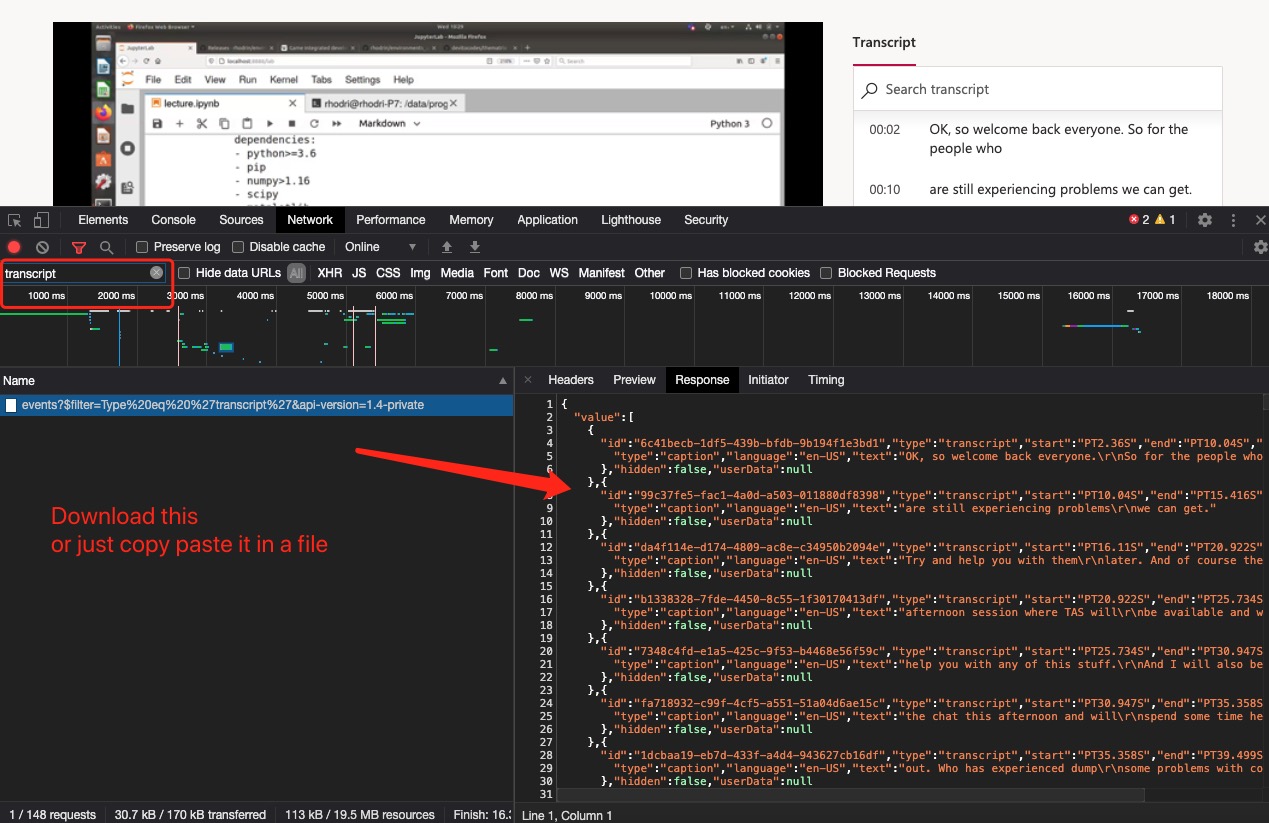 Activities Firefox Web Browser Wed 15:29
JupyterLab - Mozilla Firefox
JupyterLab
localhost:8888/lab
Search
File Edit View Run Kernel Tabs Settings Help
lecture.ipynb
rhodri@rhodri-P7: /data/prog
Markdown
Python 3
dependencies:
- python>=3.6
- pip
- numpy>1.16
- scipy
Transcript
Search transcript
00:02 OK, so welcome back everyone. So for the
people who
00:10 are still experiencing problems we can get.
Elements Console Sources Network Performance Memory Application Lighthouse Security
2 1
Preserve log Disable cache Online
transcript
Hide data URLs All XHR JS CSS Img Media Font Doc WS Manifest Other Has blocked cookies Blocked Requests
1000 ms 2000 ms 3000 ms 4000 ms 5000 ms 6000 ms 7000 ms 8000 ms 9000 ms 10000 ms 11000 ms 12000 ms 13000 ms 14000 ms 15000 ms 16000 ms 17000 ms 18000 ms
Name
events?$filter=Type%20eq%20%27transcript%27&api-version=1.4-private
Download this
or just copy paste it in a file
Headers Preview Response Initiator Timing
1 {
2 "value":[
3 {
4 "id":"6c41becb-1df5-439b-bfdb-9b194f1e3bd1","type":"transcript","start":"PT2.36S","end":"PT10.04S","
5 "type":"caption","language":"en-US","text":"OK, so welcome back everyone.\r\nSo for the people who
6 },"hidden":false,"userData":null
7 },{
8 "id":"99c37fe5-fac1-4a0d-a503-011880df8398","type":"transcript","start":"PT10.04S","end":"PT15.416S"
9 "type":"caption","language":"en-US","text":"are still experiencing problems\r\nwe can get."
10 },"hidden":false,"userData":null
11 },{
12 "id":"da4f114e-d174-4809-ac8e-c34950b2094e","type":"transcript","start":"PT16.11S","end":"PT20.922S"
13 "type":"caption","language":"en-US","text":"Try and help you with them\r\nlater. And of course the
14 },"hidden":false,"userData":null
15 },{
16 "id":"b1338328-7fde-4450-8c55-1f30170413df","type":"transcript","start":"PT20.922S","end":"PT25.734S
17 "type":"caption","language":"en-US","text":"afternoon session where TAS will\r\nbe available and w
18 },"hidden":false,"userData":null
19 },{
20 "id":"7348c4fd-e1a5-425c-9f53-b4468e56f59c","type":"transcript","start":"PT25.734S","end":"PT30.947S
21 "type":"caption","language":"en-US","text":"help you with any of this stuff.\r\nAnd I will also be
22 },"hidden":false,"userData":null
23 },{
24 "id":"fa718932-c99f-4cf5-a551-51a04d6ae15c","type":"transcript","start":"PT30.947S","end":"PT35.358S
25 "type":"caption","language":"en-US","text":"the chat this afternoon and will\r\nspend some time he
26 },"hidden":false,"userData":null
27 },{
28 "id":"1dcbaa19-eb7d-433f-a4d4-943627cb16df","type":"transcript","start":"PT35.358S","end":"PT39.499S
29 "type":"caption","language":"en-US","text":"out. Who has experienced dump\r\nsome problems with co
30 },"hidden":false,"userData":null
31
1 / 148 requests 30.7 kB / 170 kB transferred 113 kB / 19.5 MB resources Finish: 16.
Line 1, Column 1